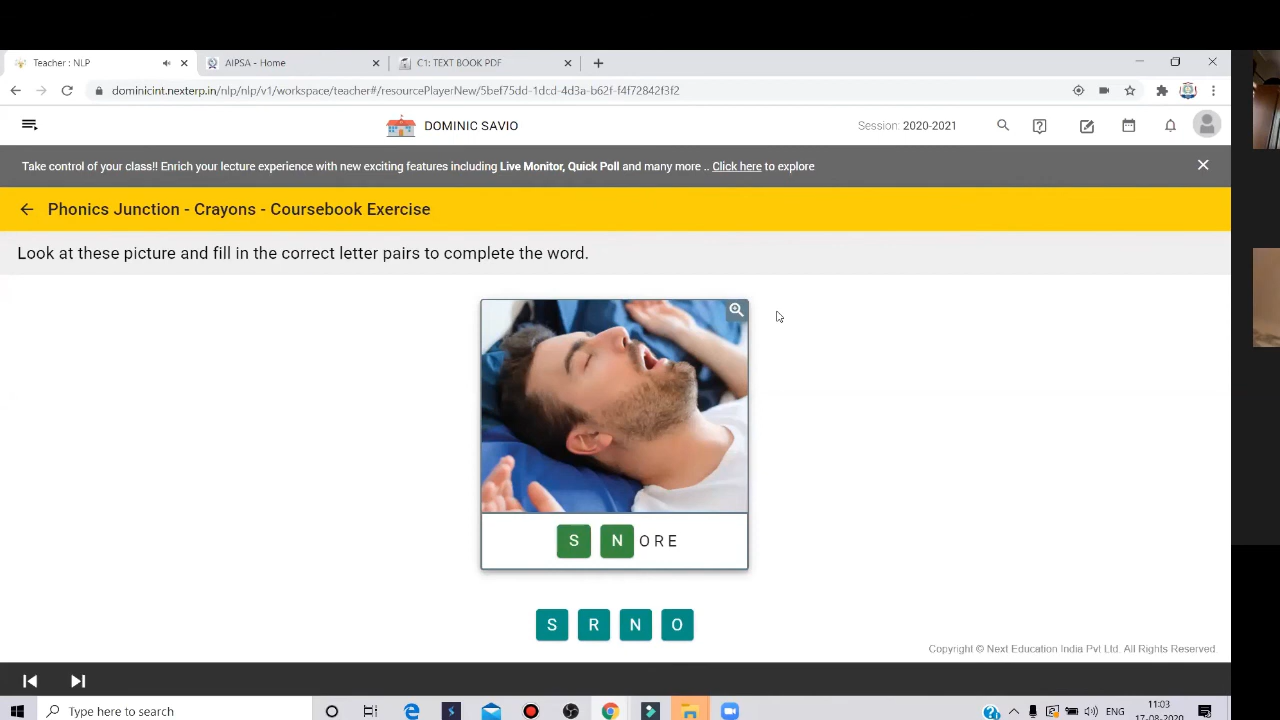 Teacher : NLP
AIPSA - Home
C1: TEXT BOOK PDF
dominicint.nexterp.in/nlp/nlp/v1/workspace/teacher#/resourcePlayerNew/5bef75dd-1dcd-4d3a-b62f-f4f72842f3f2
DOMINIC SAVIO
Session: 2020-2021
Take control of your class!! Enrich your lecture experience with new exciting features including Live Monitor, Quick Poll and many more .. Click here to explore
Phonics Junction - Crayons - Coursebook Exercise
Look at these picture and fill in the correct letter pairs to complete the word.
S N O R E
S R N O
Copyright © Next Education India Pvt Ltd. All Rights Reserved.
Type here to search
ENG
11:03
17-08-2020